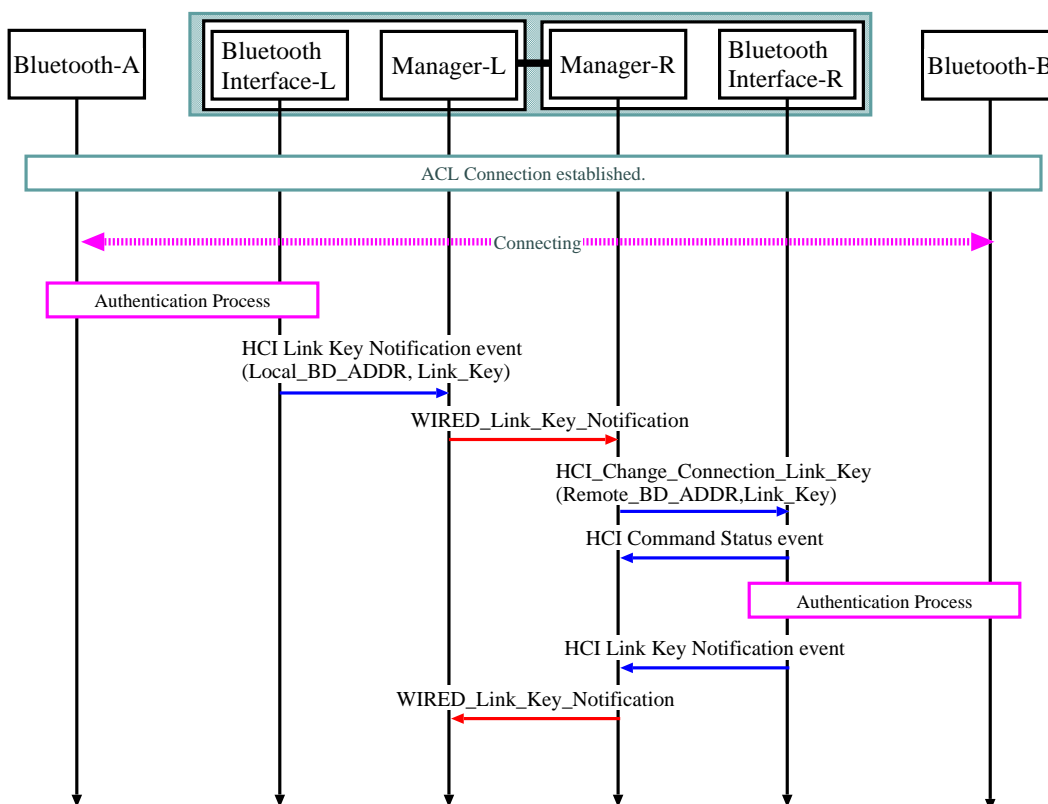 Bluetooth-A
Bluetooth
Interface-L
Manager-L
Manager-R
Bluetooth
Interface-R
Bluetooth-B
ACL Connection established.
Connecting
Authentication Process
HCI Link Key Notification event
(Local_BD_ADDR, Link_Key)
WIRED_Link_Key_Notification
HCI_Change_Connection_Link_Key
(Remote_BD_ADDR,Link_Key)
HCI Command Status event
Authentication Process
HCI Link Key Notification event
WIRED_Link_Key_Notification